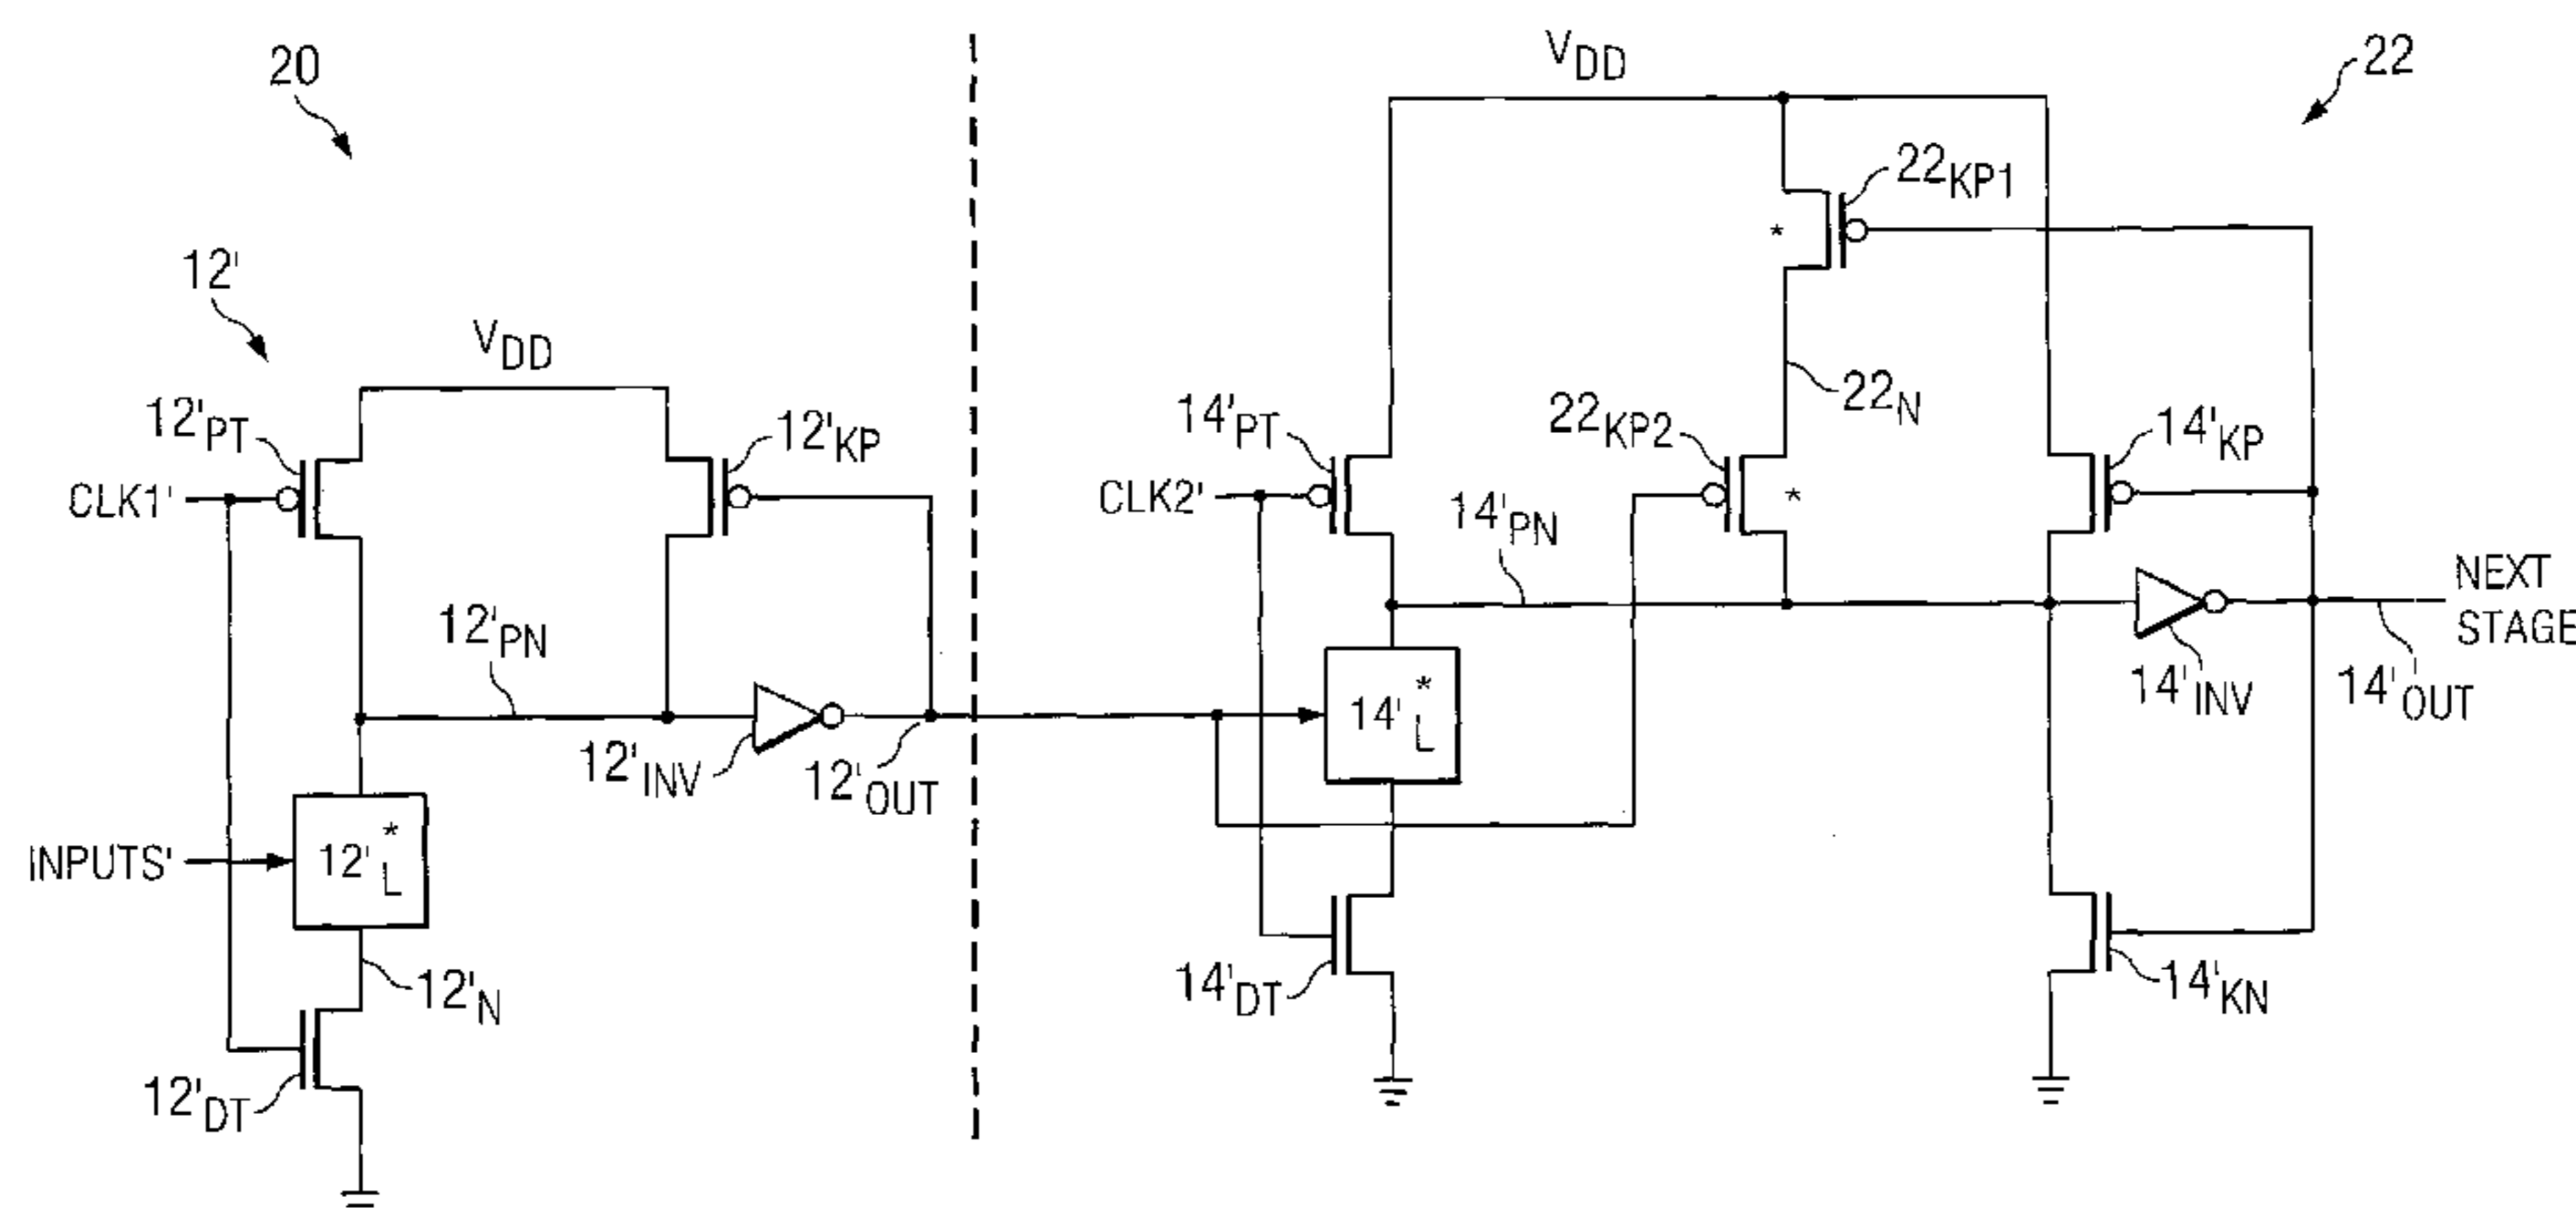 20
12'
V_DD
12'_PT
12'_KP
CLK1'
12'_PN
12'_INV
12'_OUT
INPUTS'
12'_L*
12'_N
12'_DT
V_DD
22
22_KP1
*
22_N
14'_PT
22_KP2
14'_KP
CLK2'
*
14'_PN
NEXT
STAGE
14'_L*
14'_INV
14'_OUT
14'_DT
14'_KN